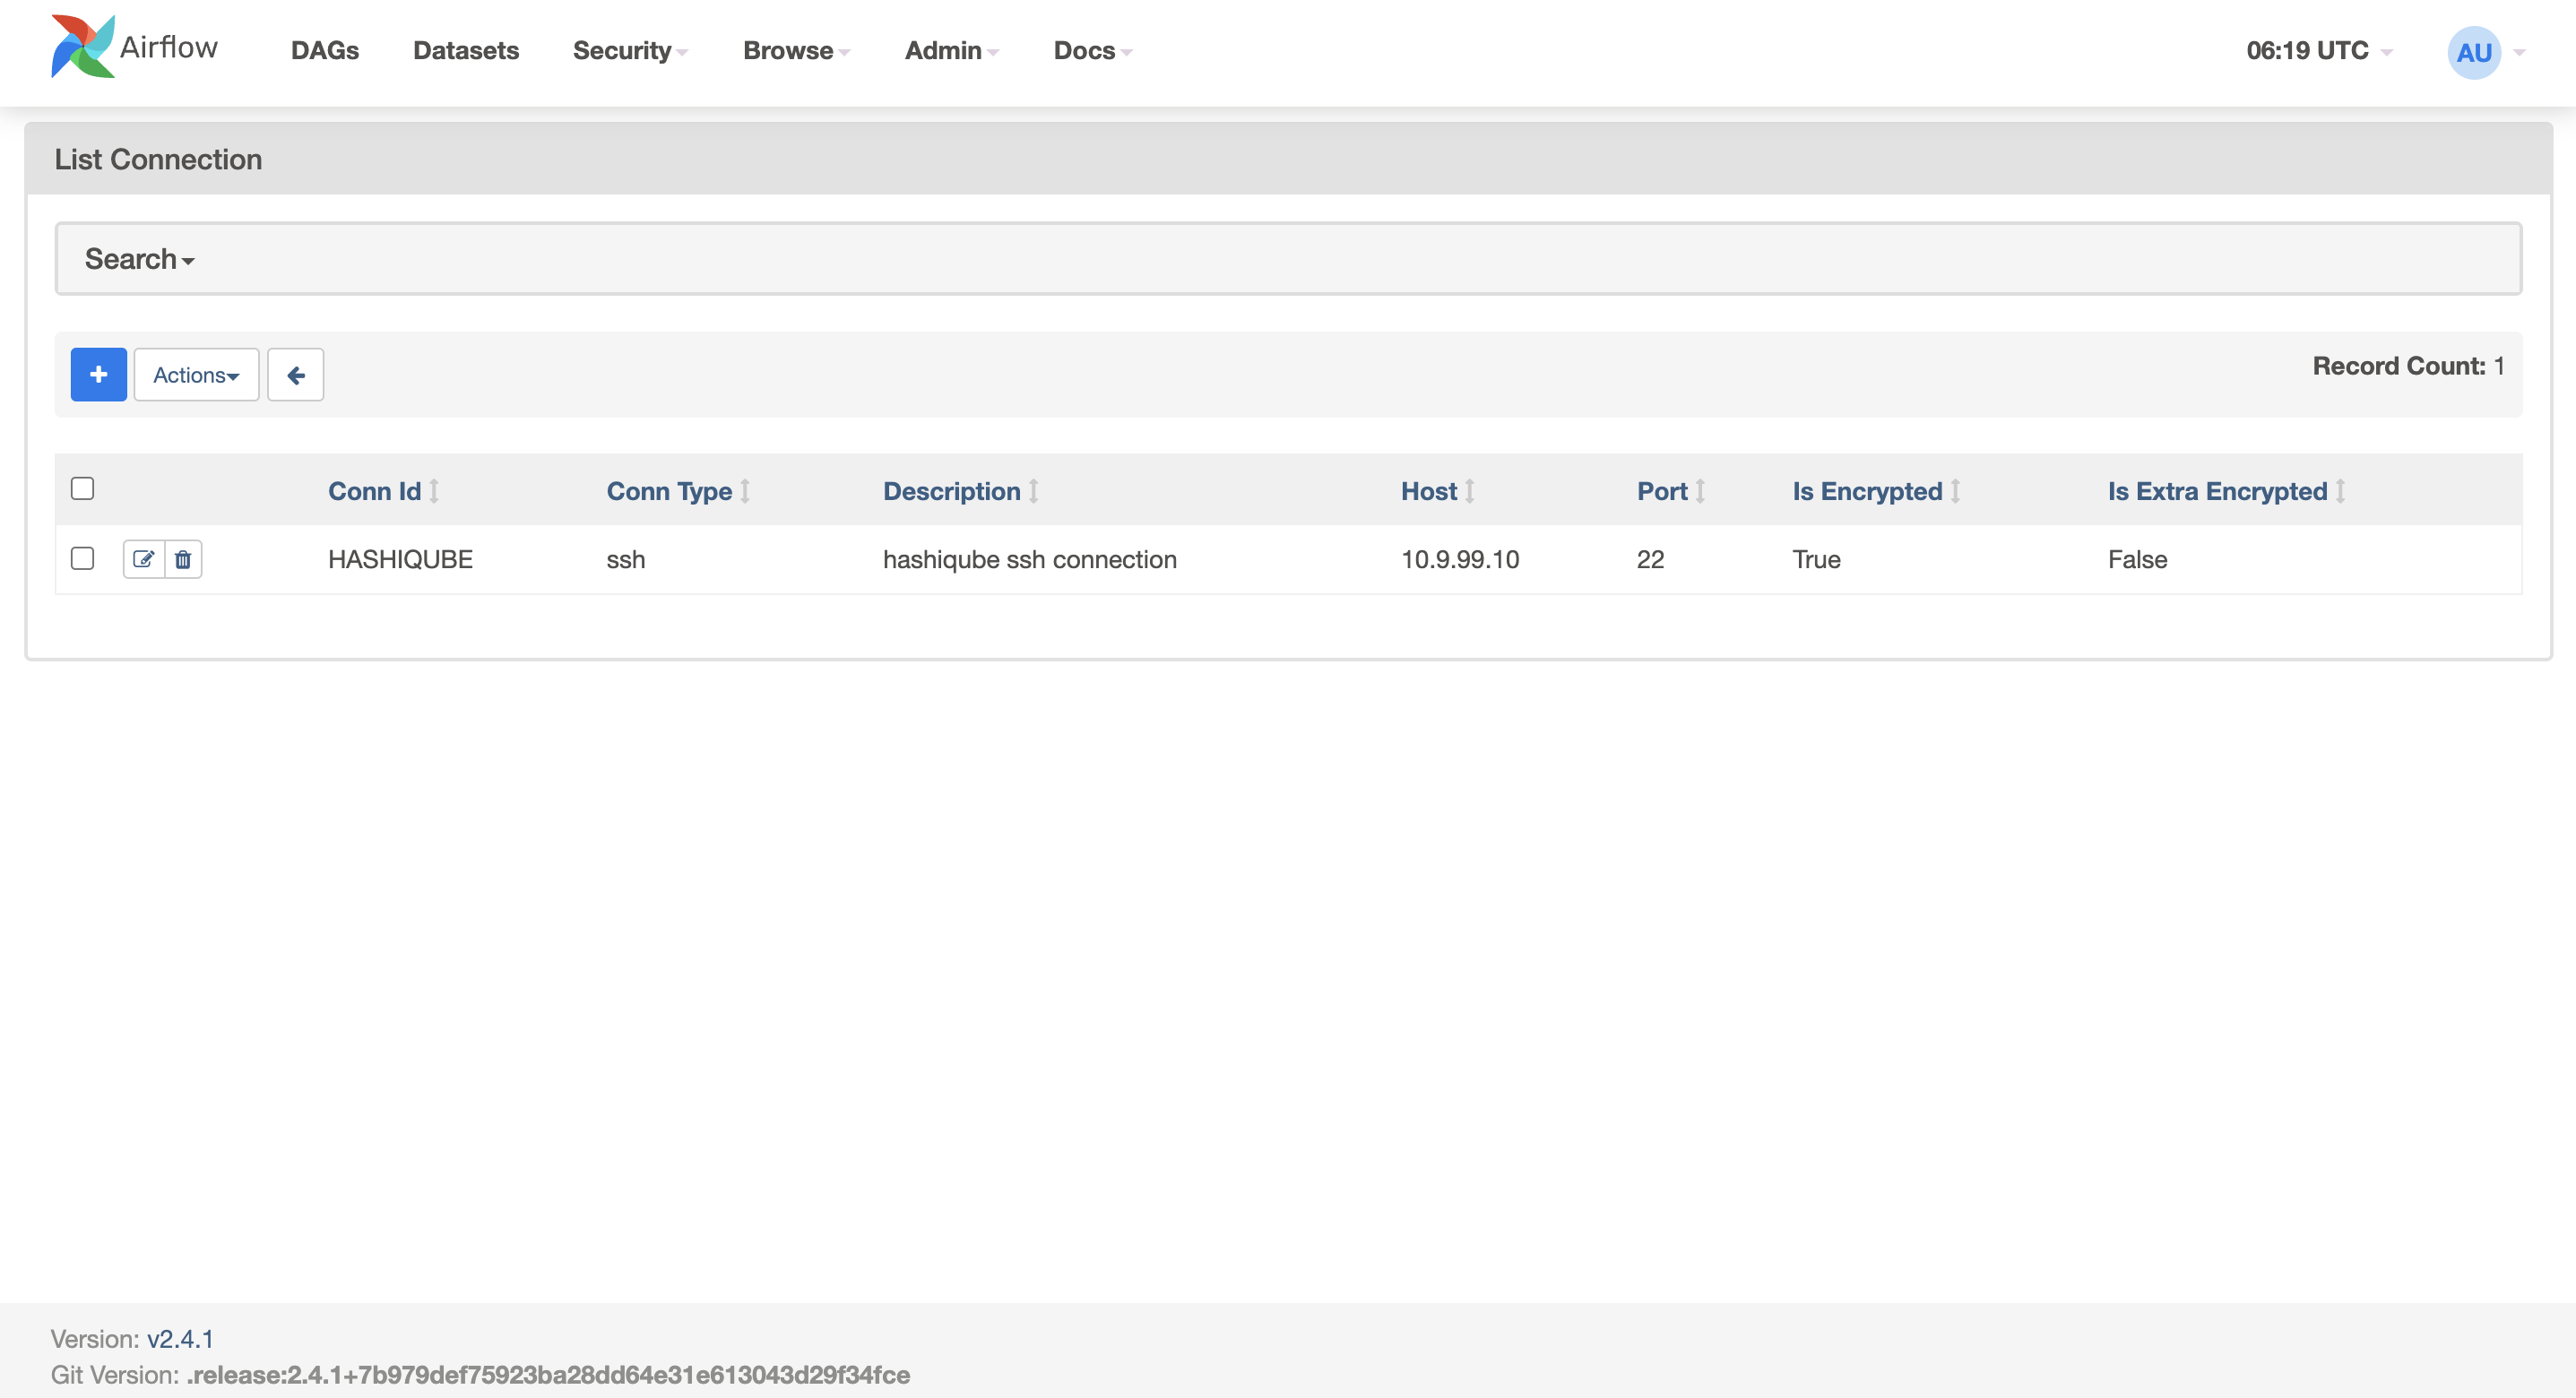 Airflow DAGs Datasets Security Browse Admin Docs 06:19 UTC AU
List Connection
Search
+ Actions Record Count: 1
Conn Id Conn Type Description Host Port Is Encrypted Is Extra Encrypted
HASHIQUBE ssh hashiqube ssh connection 10.9.99.10 22 True False
Version: v2.4.1
Git Version: .release:2.4.1+7b979def75923ba28dd64e31e613043d29f34fce